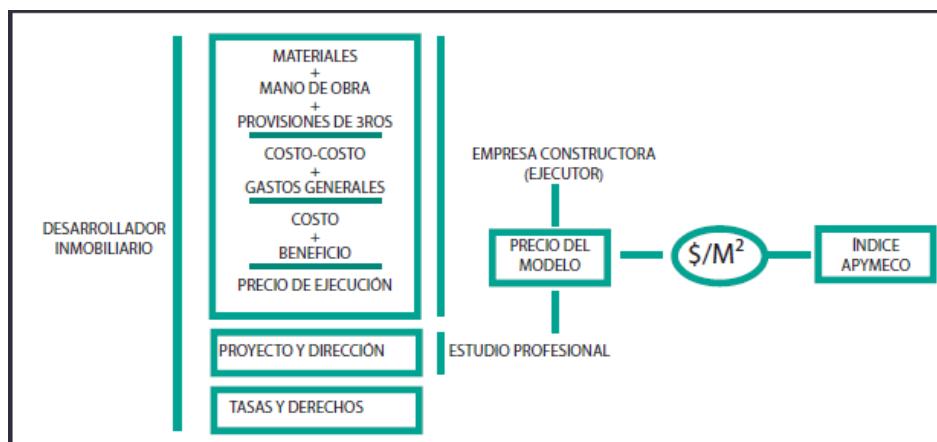 MATERIALES
+
MANO DE OBRA
+
PROVISIONES DE 3ROS
COSTO-COSTO
+
GASTOS GENERALES
COSTO
+
BENEFICIO
PRECIO DE EJECUCIÓN
DESARROLLADOR
INMOBILIARIO
PROYECTO Y DIRECCIÓN
TASAS Y DERECHOS
EMPRESA CONSTRUCTORA
(EJECUTOR)
PRECIO DEL
MODELO
ESTUDIO PROFESIONAL
$/M²
ÍNDICE
APYMECO